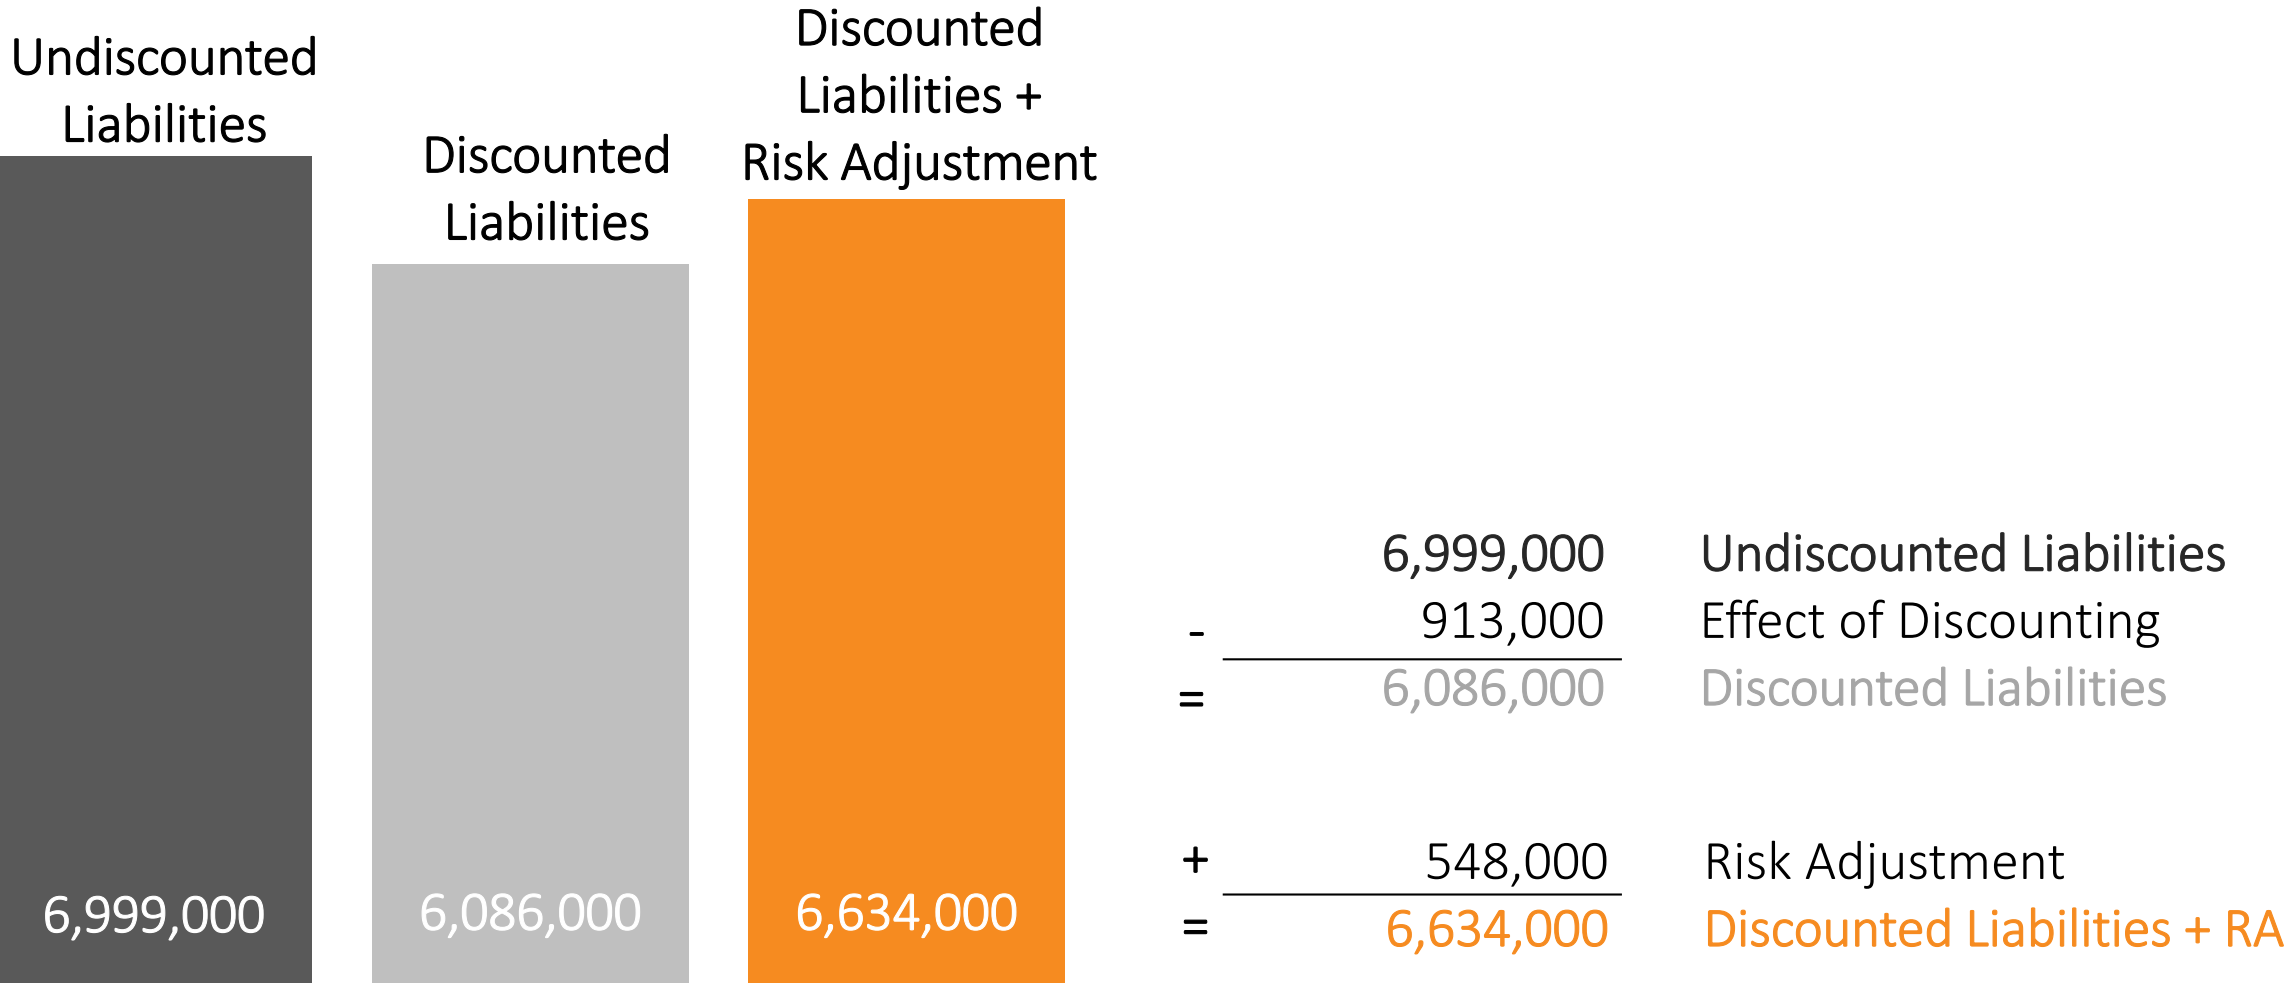 Undiscounted
Liabilities
Discounted
Liabilities
Discounted
Liabilities +
Risk Adjustment
6,999,000
6,086,000
6,634,000
6,999,000 Undiscounted Liabilities
- 913,000 Effect of Discounting
= 6,086,000 Discounted Liabilities
+ 548,000 Risk Adjustment
= 6,634,000 Discounted Liabilities + RA